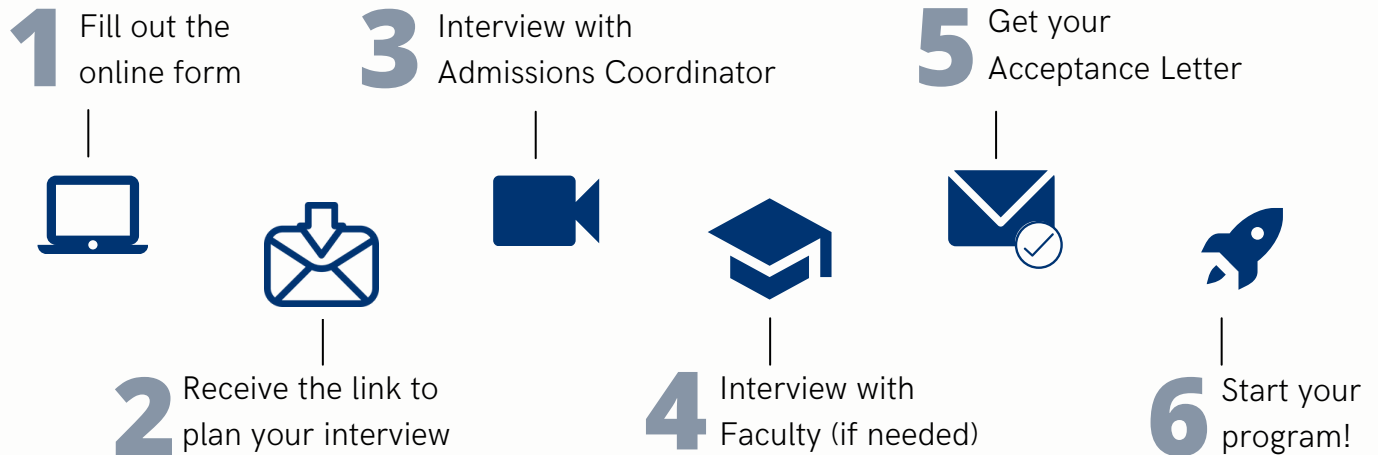 1
Fill out the
online form
2
Receive the link to
plan your interview
3
Interview with
Admissions Coordinator
4
Interview with
Faculty (if needed)
5
Get your
Acceptance Letter
6
Start your
program!